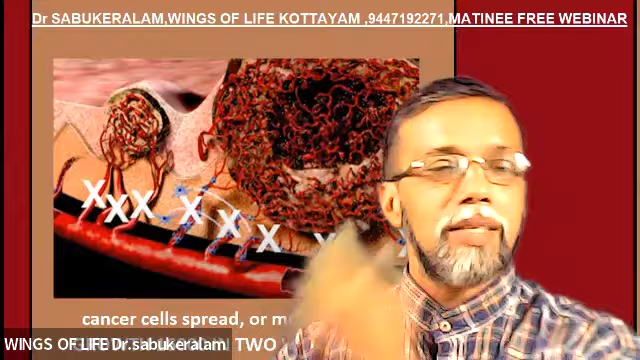 Dr SABUKERALAM,WINGS OF LIFE KOTTAYAM ,9447192271,MATINEE FREE WEBINAR
X X X X X X
cancer cells spread, or m
WINGS OF LIFE Dr.sabukeralam
TWO